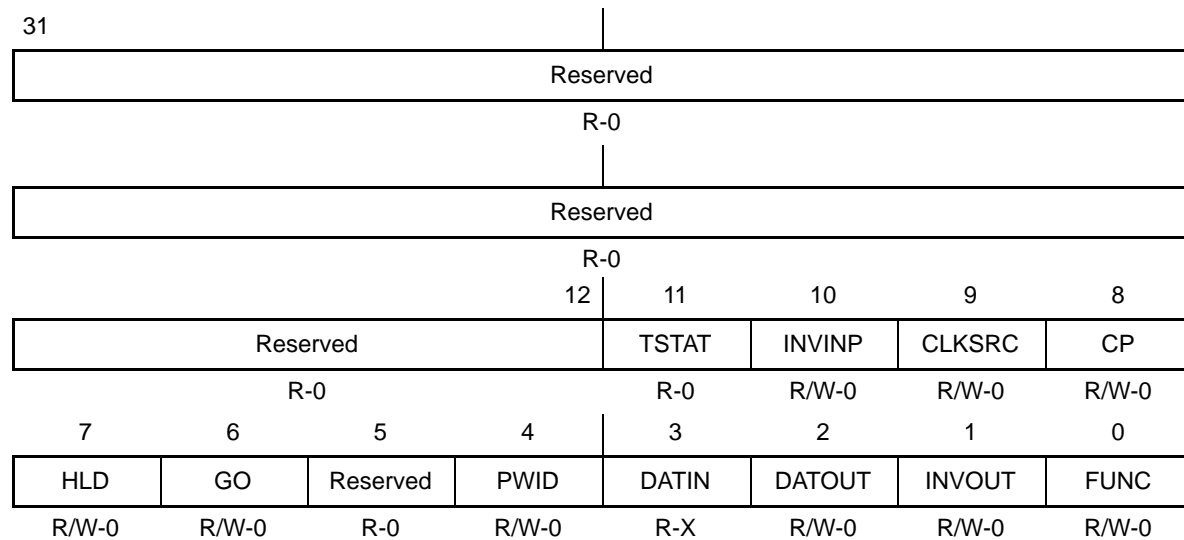 31
Reserved
R-0
Reserved
R-0
12 11 10 9 8
Reserved TSTAT INVINP CLKSRC CP
R-0 R-0 R/W-0 R/W-0 R/W-0
7 6 5 4 3 2 1 0
HLD GO Reserved PWID DATIN DATOUT INVOUT FUNC
R/W-0 R/W-0 R-0 R/W-0 R-X R/W-0 R/W-0 R/W-0